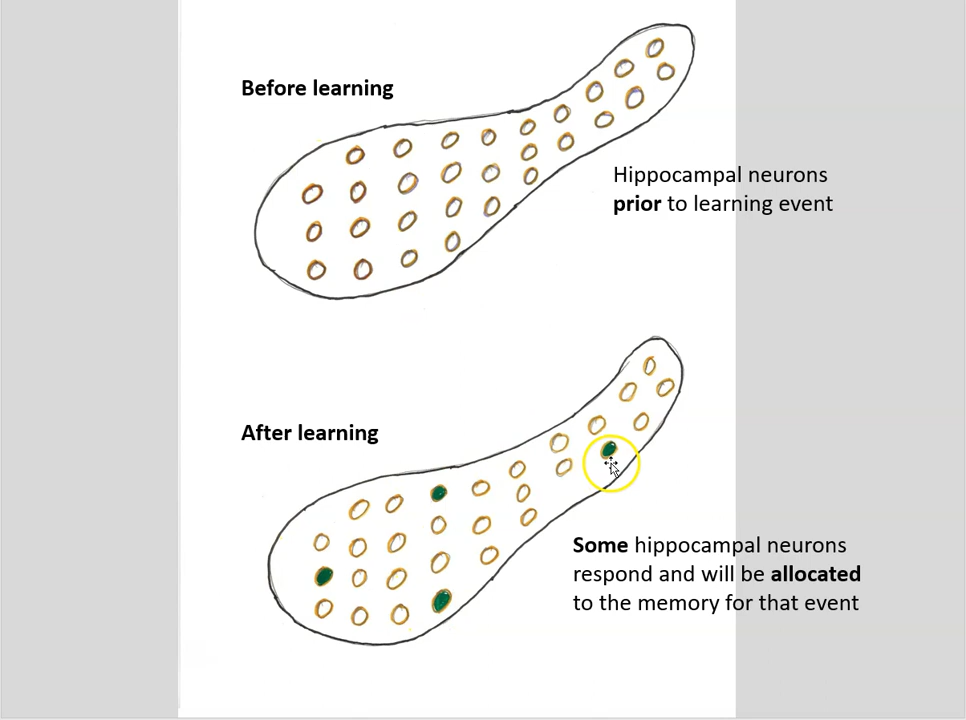 Before learning
Hippocampal neurons
prior to learning event
After learning
Some hippocampal neurons
respond and will be allocated
to the memory for that event